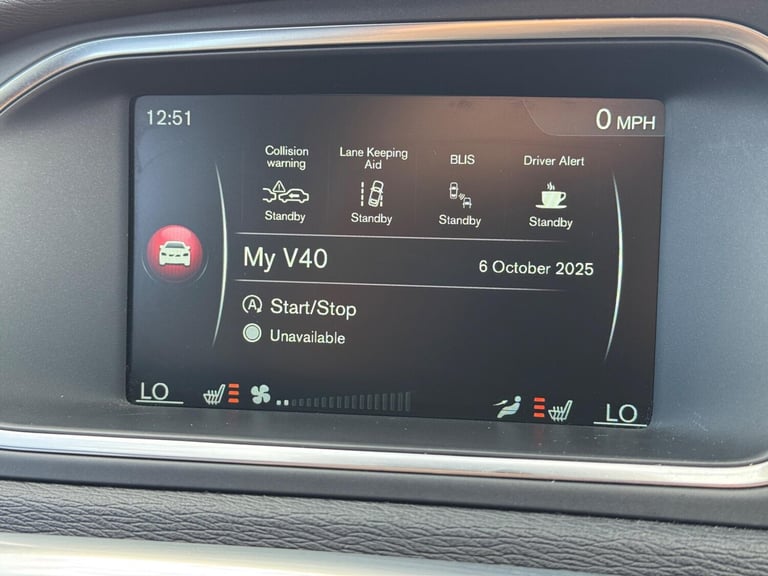 12:51
0 MPH
Collision
warning
Lane Keeping
Aid
BLIS
Driver Alert
Standby
Standby
Standby
Standby
My V40
6 October 2025
A Start/Stop
Unavailable
LO
LO